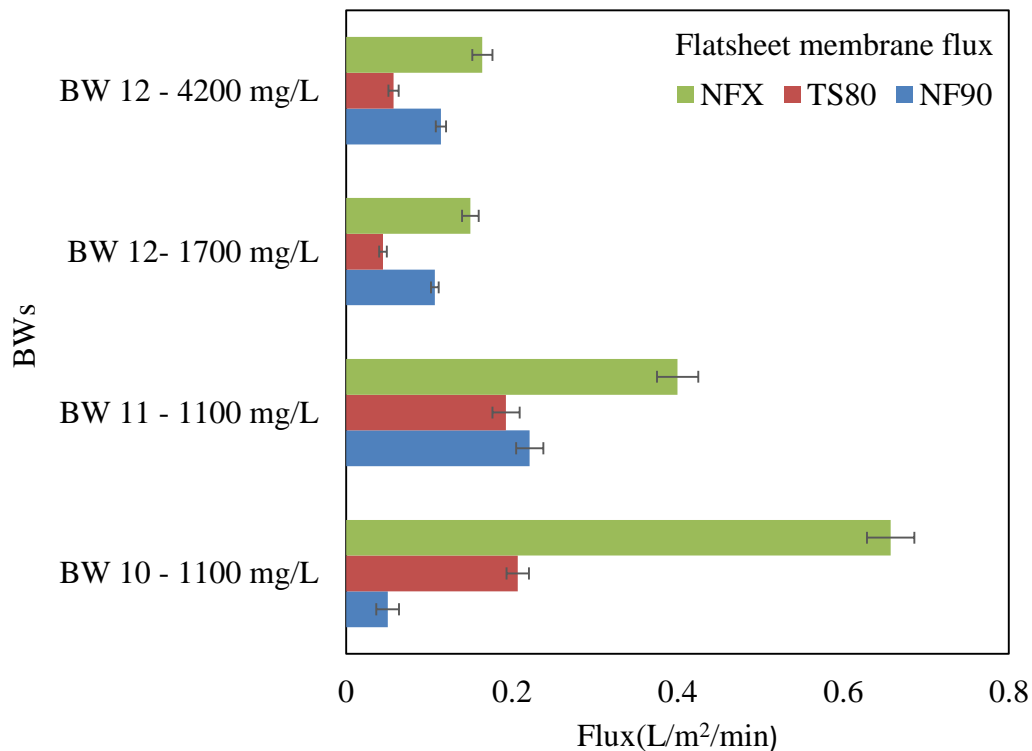 Flatsheet membrane flux
NFX TS80 NF90
BW 12 - 4200 mg/L
BW 12- 1700 mg/L
BW 11 - 1100 mg/L
BW 10 - 1100 mg/L
BWs
0 0.2 0.4 0.6 0.8
Flux(L/m²/min)